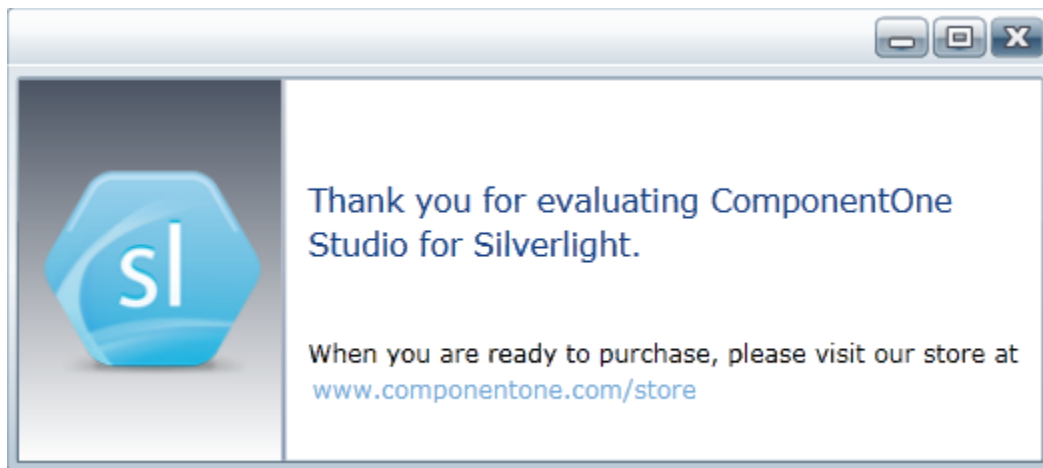 sl
Thank you for evaluating ComponentOne
Studio for Silverlight.
When you are ready to purchase, please visit our store at
www.componentone.com/store